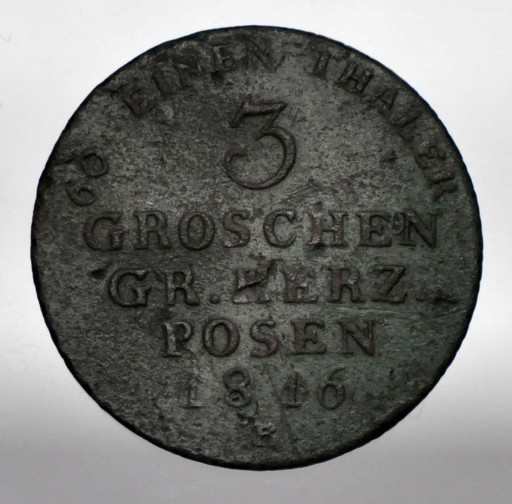 60 EINEN THALER
3
GROSCHEN
GR. HERZ.
POSEN
1816
B